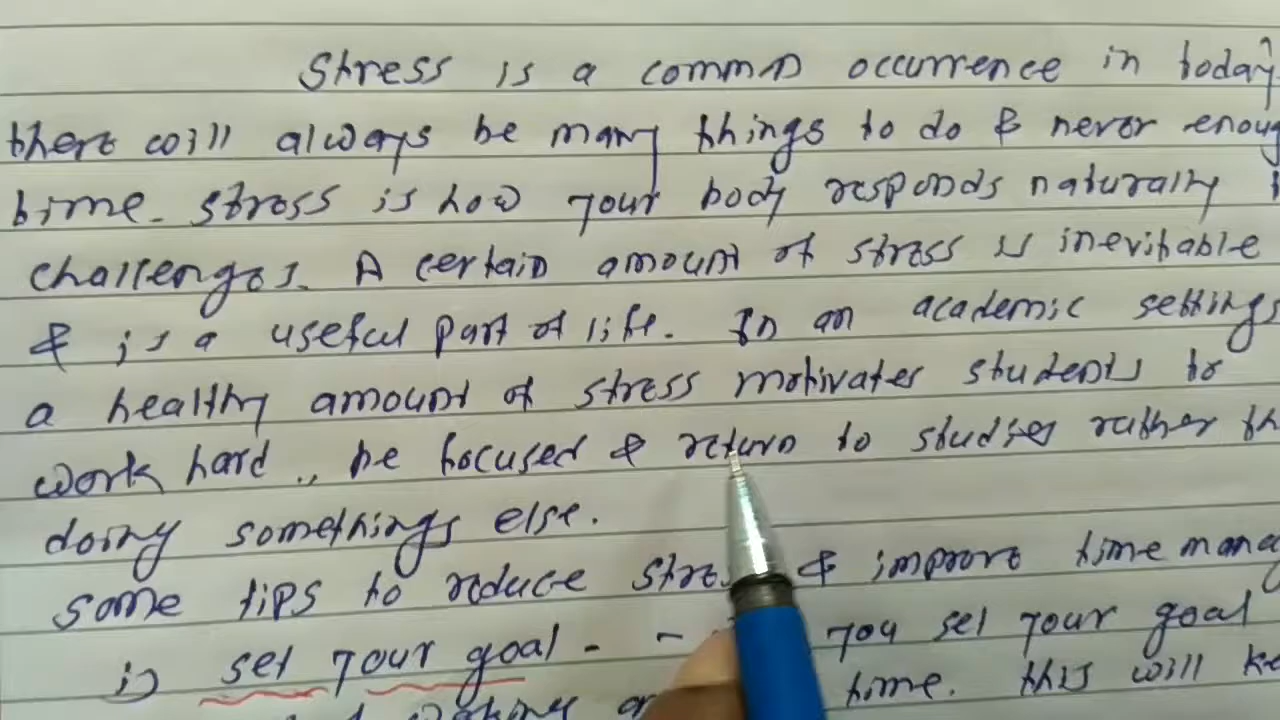 Stress is a common occurrence in today
there will always be many things to do & never enoug
time. stress is how your body responds naturally
challenges. A certain amount of stress is inevitable
& is a useful part of life. In an academic settings
a healthy amount of stress motivates students to
work hard., be focused & return to studies rather th
doing somethings else.
some tips to reduce stres & improve time manag
i) set your goal - - you set your goal
time. this will ke